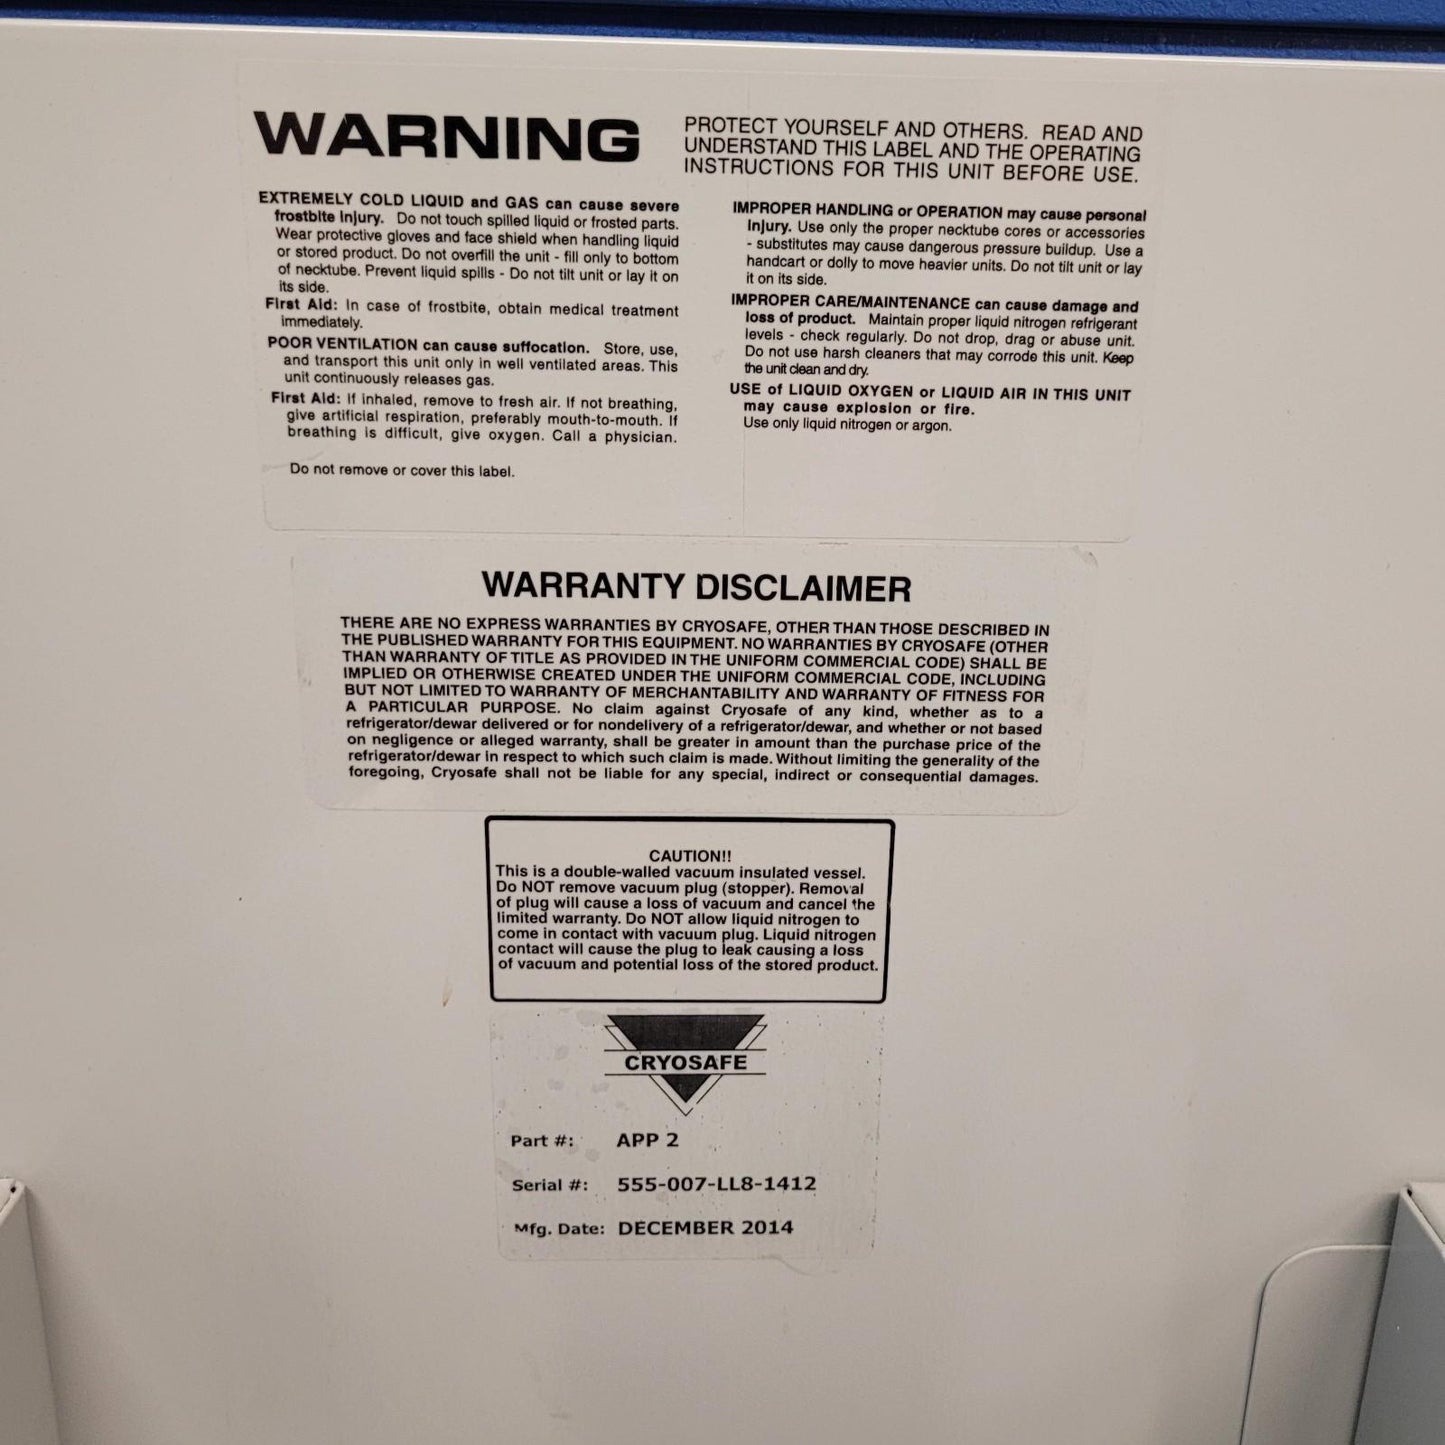 WARNING
PROTECT YOURSELF AND OTHERS. READ AND
UNDERSTAND THIS LABEL AND THE OPERATING
INSTRUCTIONS FOR THIS UNIT BEFORE USE.
EXTREMELY COLD LIQUID and GAS can cause severe
frostbite injury. Do not touch spilled liquid or frosted parts.
Wear protective gloves and face shield when handling liquid
or stored product. Do not overfill the unit - fill only to bottom
of necktube. Prevent liquid spills - Do not tilt unit or lay it on
its side.
First Aid: In case of frostbite, obtain medical treatment
immediately.
POOR VENTILATION can cause suffocation. Store, use,
and transport this unit only in well ventilated areas. This
unit continuously releases gas.
First Aid: If inhaled, remove to fresh air. If not breathing,
give artificial respiration, preferably mouth-to-mouth. If
breathing is difficult, give oxygen. Call a physician.
Do not remove or cover this label.
IMPROPER HANDLING or OPERATION may cause personal
injury. Use only the proper necktube cores or accessories
- substitutes may cause dangerous pressure buildup. Use a
handcart or dolly to move heavier units. Do not tilt unit or lay
it on its side.
IMPROPER CARE/MAINTENANCE can cause damage and
loss of product. Maintain proper liquid nitrogen refrigerant
levels - check regularly. Do not drop, drag or abuse unit.
Do not use harsh cleaners that may corrode this unit. Keep
the unit clean and dry.
USE of LIQUID OXYGEN or LIQUID AIR IN THIS UNIT
may cause explosion or fire.
Use only liquid nitrogen or argon.
WARRANTY DISCLAIMER
THERE ARE NO EXPRESS WARRANTIES BY CRYOSAFE, OTHER THAN THOSE DESCRIBED IN
THE PUBLISHED WARRANTY FOR THIS EQUIPMENT. NO WARRANTIES BY CRYOSAFE (OTHER
THAN WARRANTY OF TITLE AS PROVIDED IN THE UNIFORM COMMERCIAL CODE) SHALL BE
IMPLIED OR OTHERWISE CREATED UNDER THE UNIFORM COMMERCIAL CODE, INCLUDING
BUT NOT LIMITED TO WARRANTY OF MERCHANTABILITY AND WARRANTY OF FITNESS FOR
A PARTICULAR PURPOSE. No claim against Cryosafe of any kind, whether as to a
refrigerator/dewar delivered or for nondelivery of a refrigerator/dewar, and whether or not based
on negligence or alleged warranty, shall be greater in amount than the purchase price of the
refrigerator/dewar in respect to which such claim is made. Without limiting the generality of the
foregoing, Cryosafe shall not be liable for any special, indirect or consequential damages.
CAUTION!!
This is a double-walled vacuum insulated vessel.
Do NOT remove vacuum plug (stopper). Removal
of plug will cause a loss of vacuum and cancel the
limited warranty. Do NOT allow liquid nitrogen to
come in contact with vacuum plug. Liquid nitrogen
contact will cause the plug to leak causing a loss
of vacuum and potential loss of the stored product.
CRYOSAFE
Part #: APP 2
Serial #: 555-007-LL8-1412
Mfg. Date: DECEMBER 2014